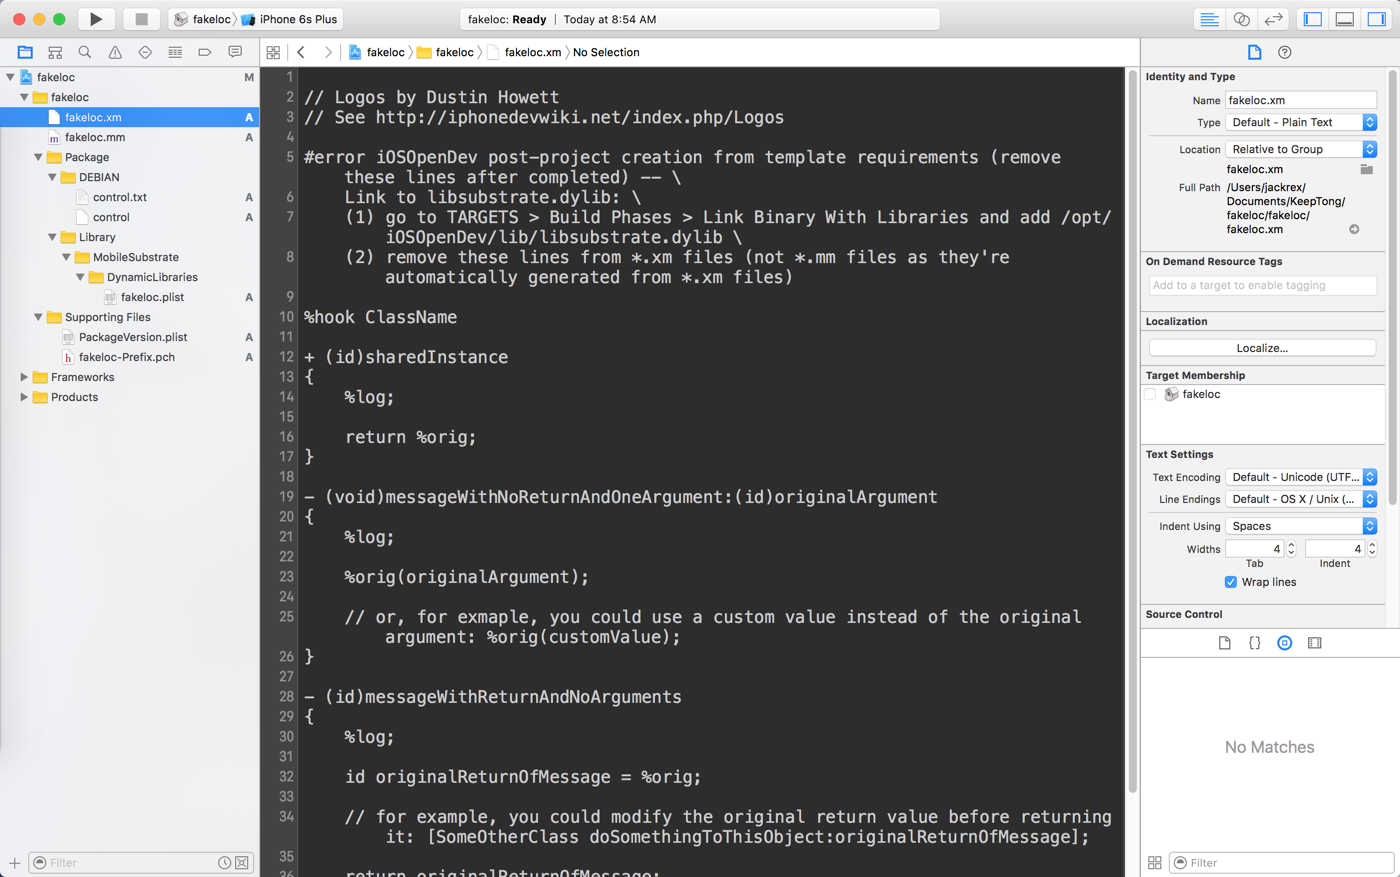 fakeloc
iPhone 6s Plus
fakeloc: Ready | Today at 8:54 AM
fakeloc
fakeloc
fakeloc.xm
No Selection
fakeloc M
fakeloc
fakeloc.xm A
fakeloc.mm A
Package
DEBIAN
control.txt A
control A
Library
MobileSubstrate
DynamicLibraries
fakeloc.plist A
Supporting Files
PackageVersion.plist A
fakeloc-Prefix.pch A
Frameworks
Products
Filter
1
2 // Logos by Dustin Howett
3 // See http://iphonedevwiki.net/index.php/Logos
4
5 #error iOSOpenDev post-project creation from template requirements (remove
these lines after completed) -- \
6 Link to libsubstrate.dylib: \
7 (1) go to TARGETS > Build Phases > Link Binary With Libraries and add /opt/
iOSOpenDev/lib/libsubstrate.dylib \
8 (2) remove these lines from *.xm files (not *.mm files as they're
automatically generated from *.xm files)
9
10 %hook ClassName
11
12 + (id)sharedInstance
13 {
14 %log;
15
16 return %orig;
17 }
18
19 - (void)messageWithNoReturnAndOneArgument:(id)originalArgument
20 {
21 %log;
22
23 %orig(originalArgument);
24
25 // or, for exmaple, you could use a custom value instead of the original
argument: %orig(customValue);
26 }
27
28 - (id)messageWithReturnAndNoArguments
29 {
30 %log;
31
32 id originalReturnOfMessage = %orig;
33
34 // for example, you could modify the original return value before returning
it: [SomeOtherClass doSomethingToThisObject:originalReturnOfMessage];
35
36 return originalReturnOfMessage;
Identity and Type
Name fakeloc.xm
Type Default - Plain Text
Location Relative to Group
fakeloc.xm
Full Path /Users/jackrex/
Documents/KeepTong/
fakeloc/fakeloc/
fakeloc.xm
On Demand Resource Tags
Add to a target to enable tagging
Localization
Localize...
Target Membership
fakeloc
Text Settings
Text Encoding Default - Unicode (UTF...
Line Endings Default - OS X / Unix (...
Indent Using Spaces
Widths 4 4
Tab Indent
Wrap lines
Source Control
No Matches
Filter